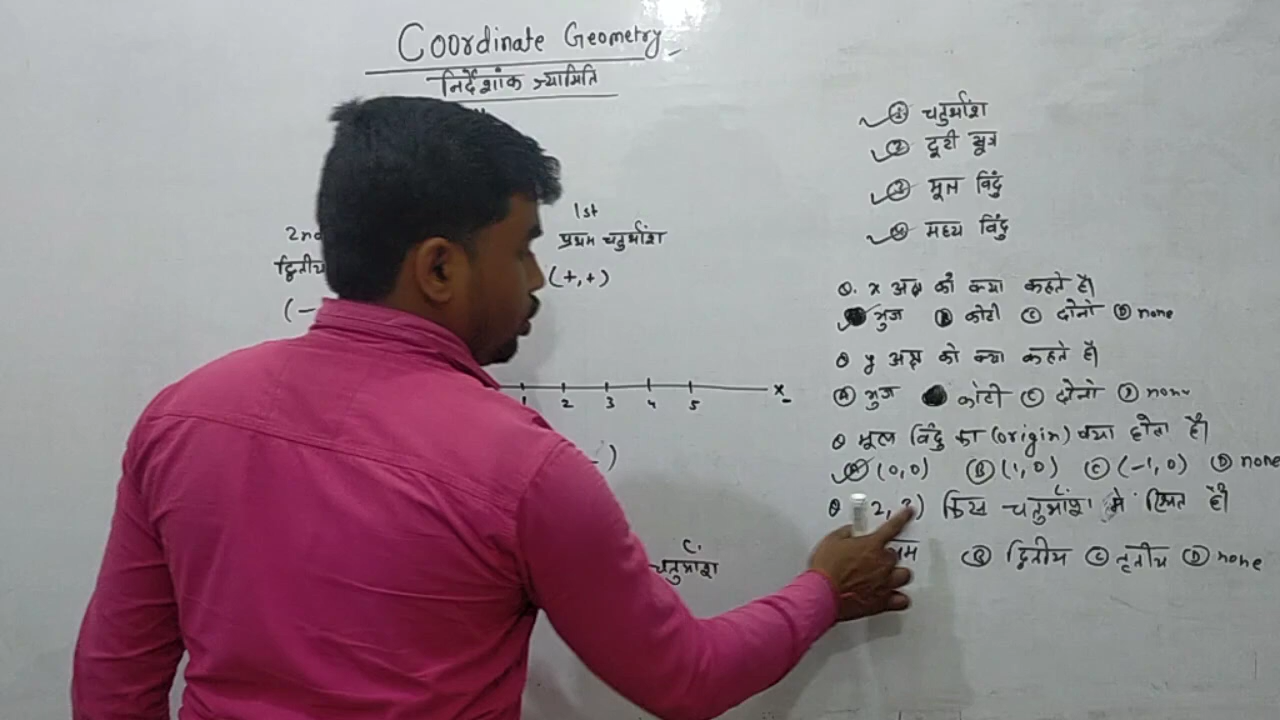 Coordinate Geometry
निर्देशांक ज्यामिति
① चतुर्थांश
② दूरी सूत्र
③ मूल बिंदु
④ मध्य बिंदु
1st
प्रथम चतुर्थांश
(+,+)
2nd
द्वितीय
(-
1 2 3 4 5 x
-)
चतुर्थांश
Q. x अक्ष को क्या कहते है।
भुज Ⓑ कोटी Ⓒ दोनो Ⓓ none
Q y अक्ष को क्या कहते है।
Ⓐ भुज कोटी Ⓒ दोनो Ⓓ none
Q मूल बिंदु का (origin) क्या होता है।
Ⓐ (0,0) Ⓑ (1,0) Ⓒ (-1,0) Ⓓ none
Q 2, ) किस चतुर्थांश में स्थित है।
Ⓑ द्वितीय Ⓒ तृतीय Ⓓ none